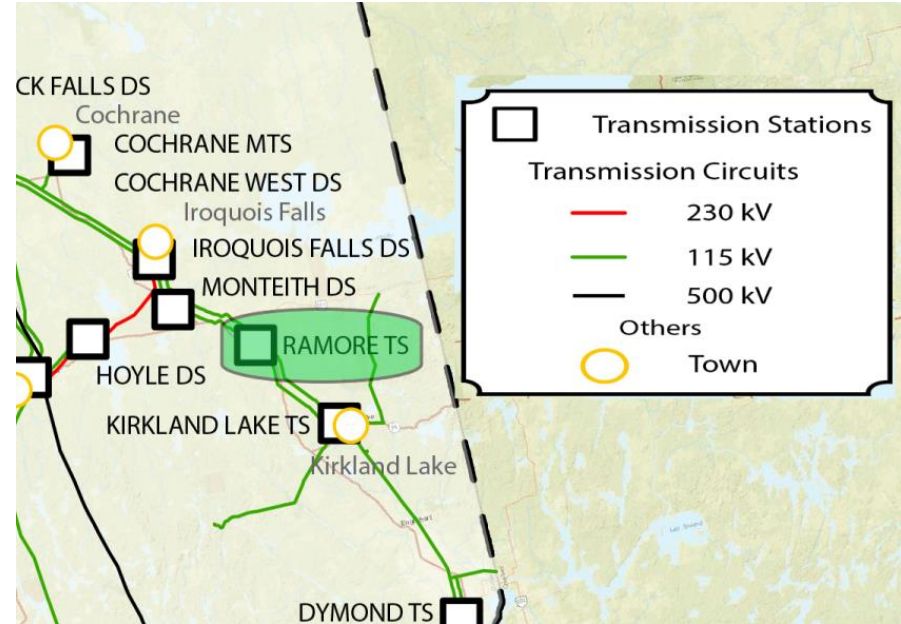 CK FALLS DS
Cochrane
COCHRANE MTS
COCHRANE WEST DS
Iroquois Falls
IROQUOIS FALLS DS
MONTEITH DS
RAMORE TS
HOYLE DS
KIRKLAND LAKE TS
Kirkland Lake
Englehart
DYMOND TS
Transmission Stations
Transmission Circuits
230 kV
115 kV
500 kV
Others
Town